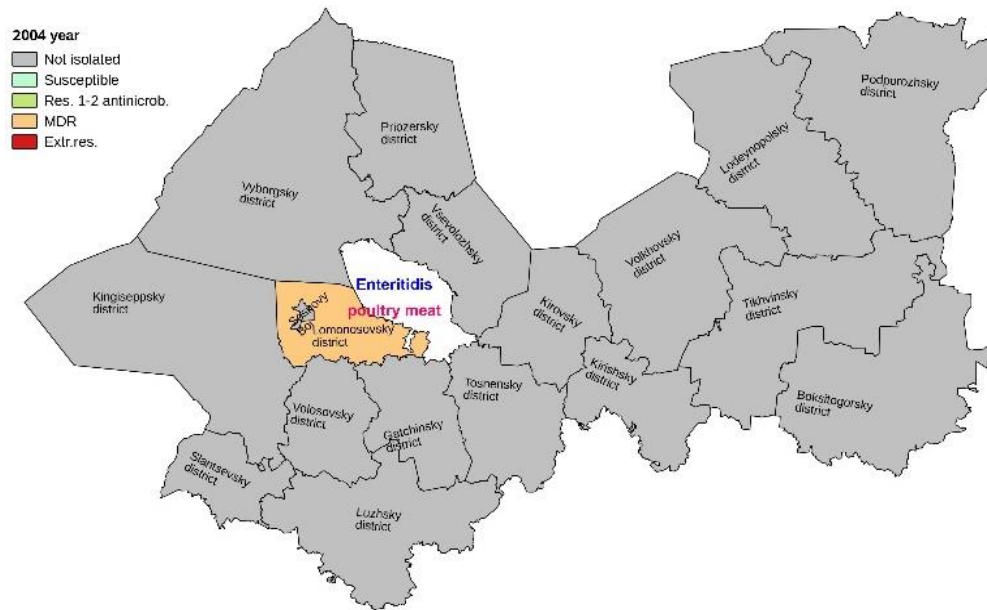 2004 year
Not isolated
Susceptible
Res. 1-2 antinicrob.
MDR
Extr.res.
Podpurozhsky
district
Priozersky
district
Lodeynopolsky
district
Vyborgsky
district
Vsevolozhsky
district
Volkhovsky
district
Enteritidis
poultry meat
Kingiseppsky
district
Kirovsky
district
Tikhvinsky
district
Lomonosovsky
district
Kirishsky
district
Tosnensky
district
Boksitogorsky
district
Volosovsky
district
Gatchinsky
district
Slantsevsky
district
Luzhsky
district